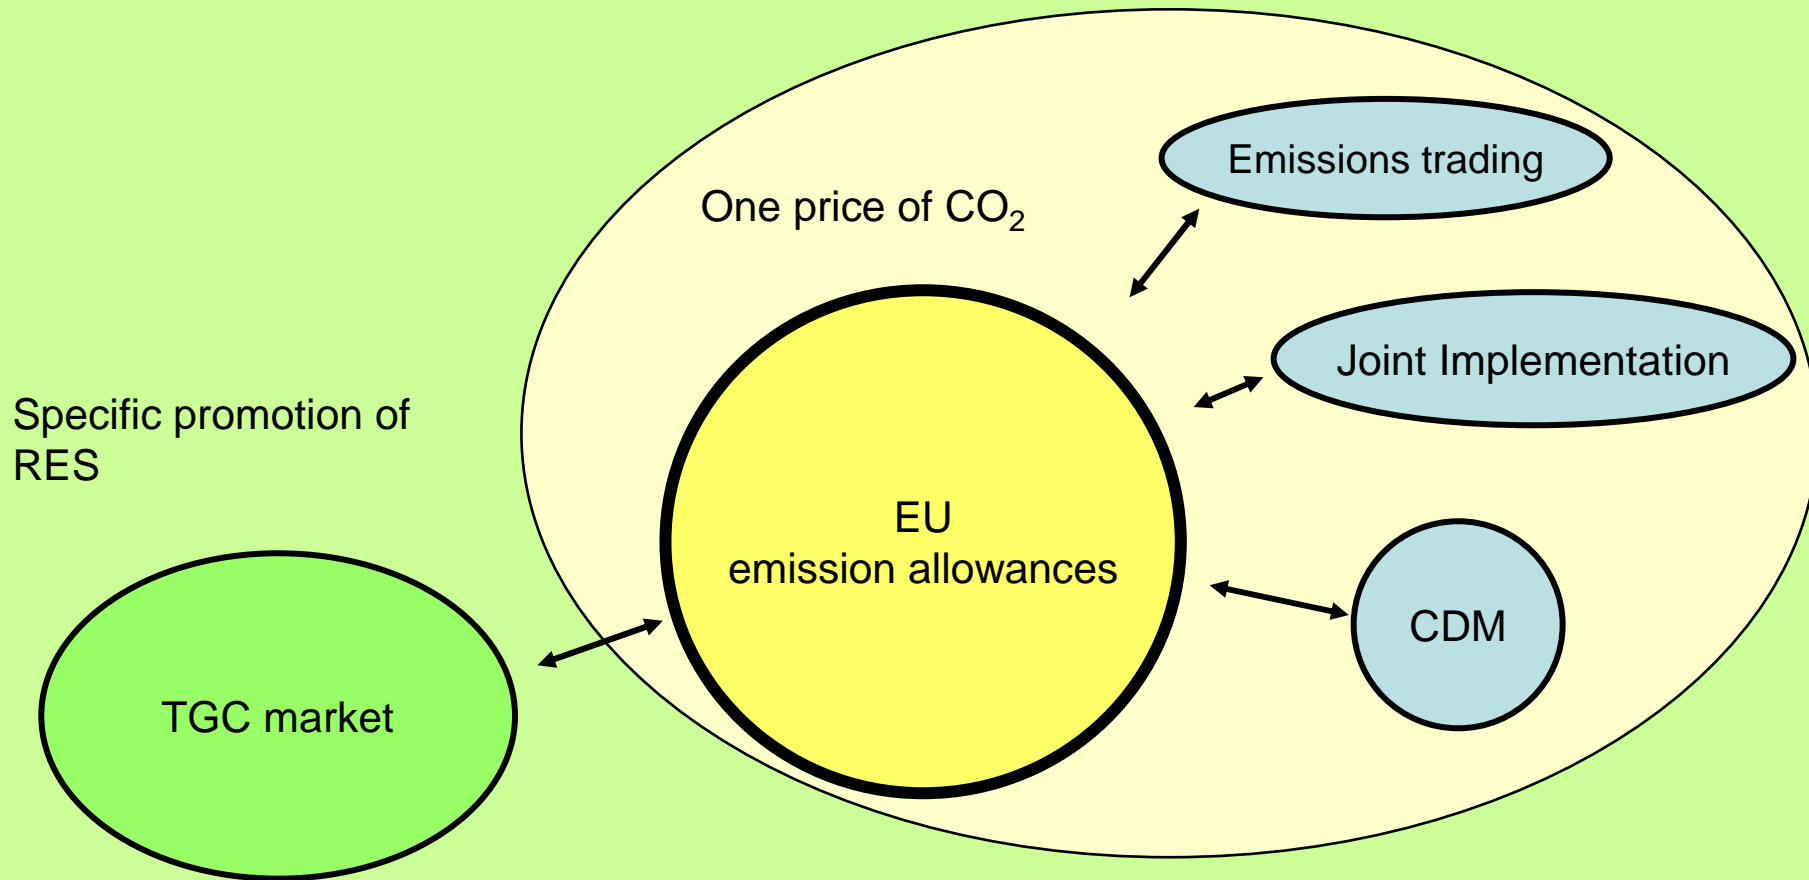 Emissions trading
One price of CO₂
Joint Implementation
Specific promotion of
RES
EU
emission allowances
CDM
TGC market